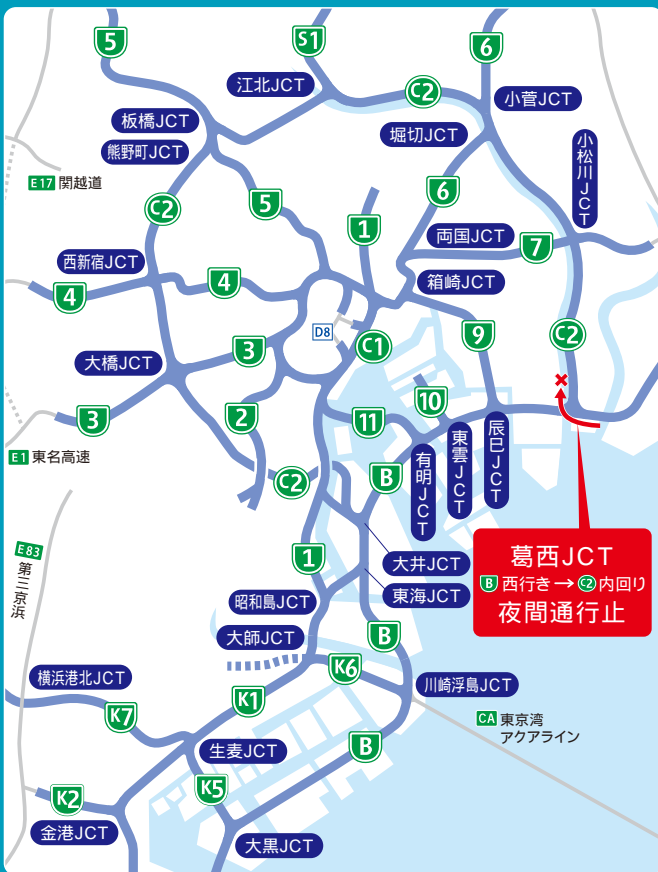 5
S1
6
江北JCT
C2
小菅JCT
板橋JCT
堀切JCT
熊野町JCT
小松川JCT
E17 関越道
C2
5
6
1
両国JCT
7
西新宿JCT
箱崎JCT
4
4
D8
C1
9
C2
3
大橋JCT
10
2
11
3
東雲JCT
辰巳JCT
有明JCT
E1 東名高速
B
C2
葛西JCT
B 西行き→C2内回り
夜間通行止
E83 第三京浜
1
大井JCT
昭和島JCT
東海JCT
大師JCT
B
K6
横浜港北JCT
川崎浮島JCT
K1
K7
CA 東京湾
アクアライン
生麦JCT
B
K5
K2
金港JCT
大黒JCT